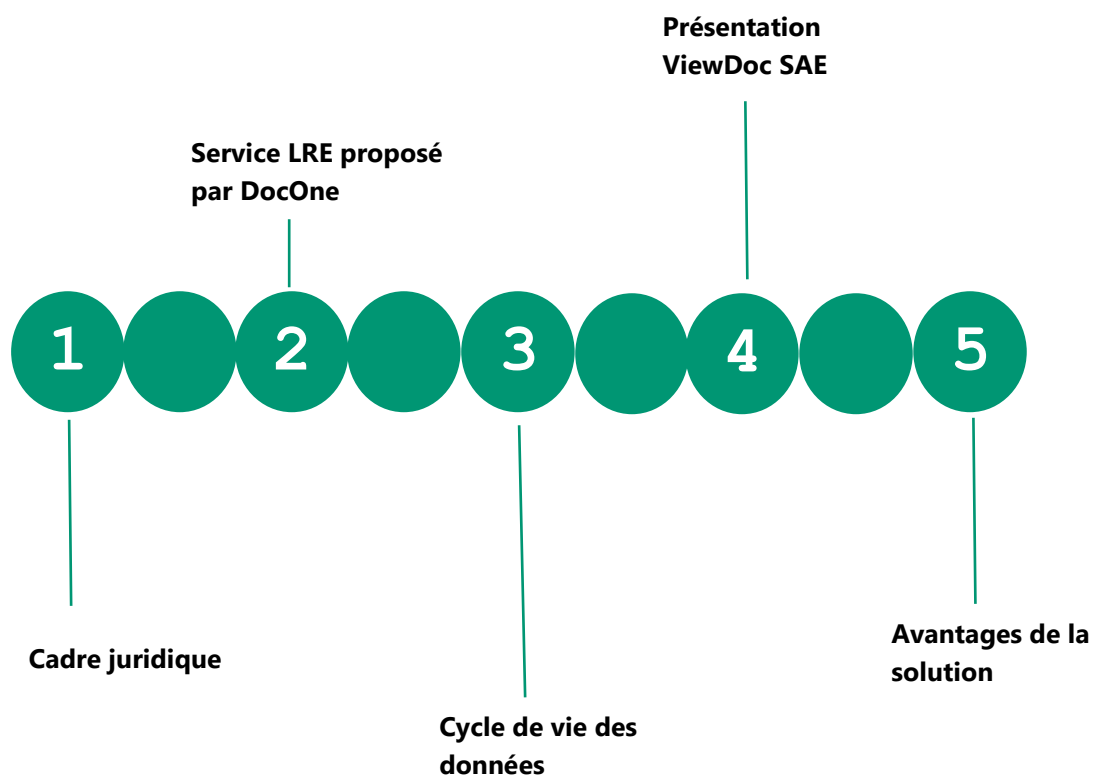 Présentation
ViewDoc SAE
Service LRE proposé
par DocOne
1 2 3 4 5
Cadre juridique
Avantages de la
solution
Cycle de vie des
données